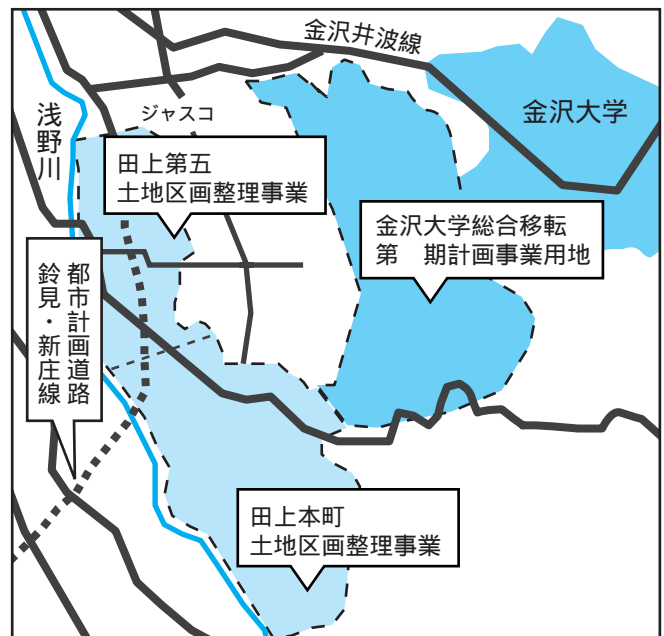 金沢井波線
金沢大学
浅野川
ジャスコ
田上第五
土地区画整理事業
金沢大学総合移転
第　期計画事業用地
都市計画道路
鈴見・新庄線
田上本町
土地区画整理事業